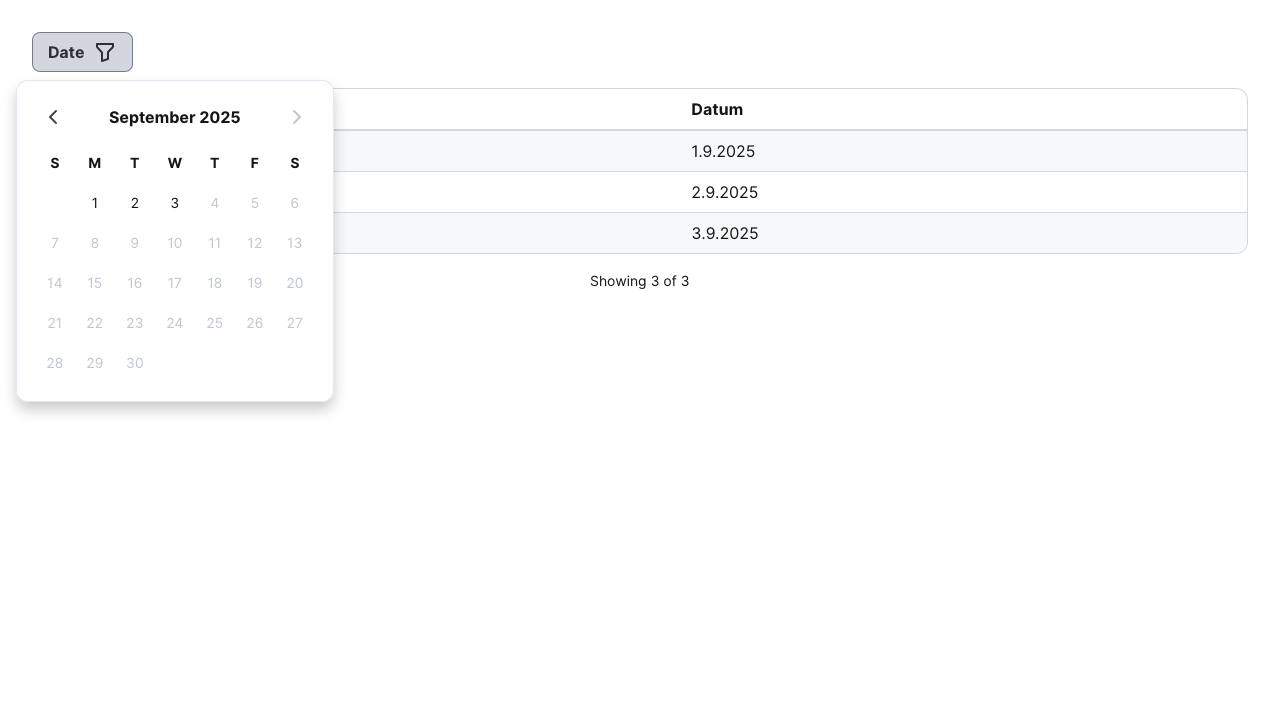 Date
September 2025
S M T W T F S
1 2 3 4 5 6
7 8 9 10 11 12 13
14 15 16 17 18 19 20
21 22 23 24 25 26 27
28 29 30
Datum
1.9.2025
2.9.2025
3.9.2025
Showing 3 of 3